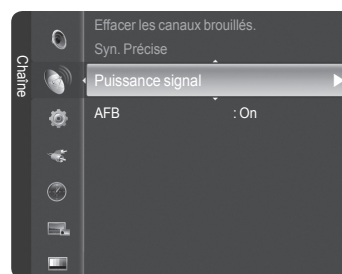 Chaîne
Effacer les canaux brouillés.
Syn. Précise
Puissance signal
AFB : On